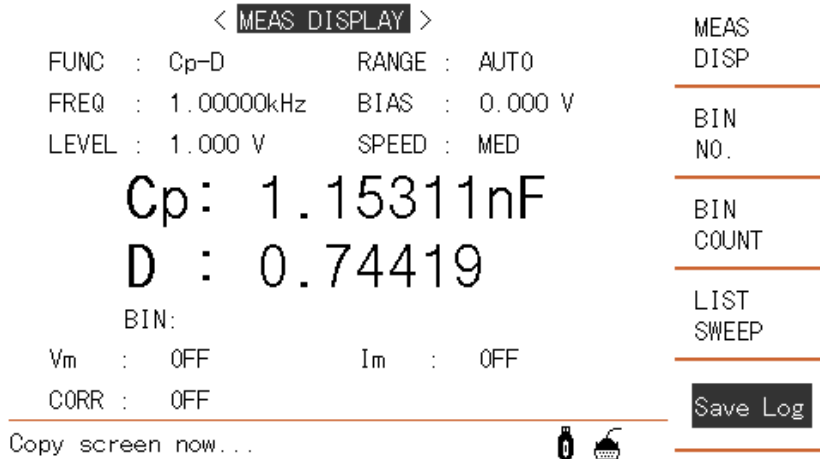 < MEAS DISPLAY >
FUNC : Cp-D RANGE : AUTO
FREQ : 1.00000kHz BIAS : 0.000 V
LEVEL : 1.000 V SPEED : MED
Cp: 1.15311nF
D : 0.74419
BIN:
Vm : OFF Im : OFF
CORR : OFF
Copy screen now...
MEAS
DISP
BIN
NO.
BIN
COUNT
LIST
SWEEP
Save Log